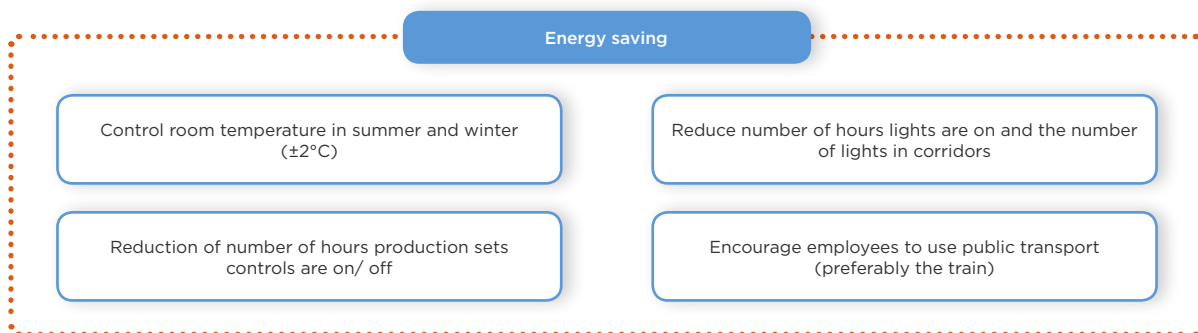 Energy saving
Control room temperature in summer and winter
(±2°C)
Reduce number of hours lights are on and the number
of lights in corridors
Reduction of number of hours production sets
controls are on/ off
Encourage employees to use public transport
(preferably the train)